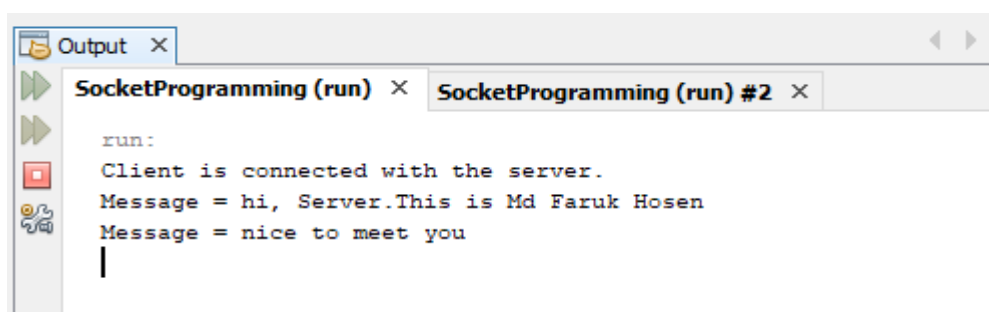 Output
SocketProgramming (run) SocketProgramming (run) #2
run:
Client is connected with the server.
Message = hi, Server.This is Md Faruk Hosen
Message = nice to meet you